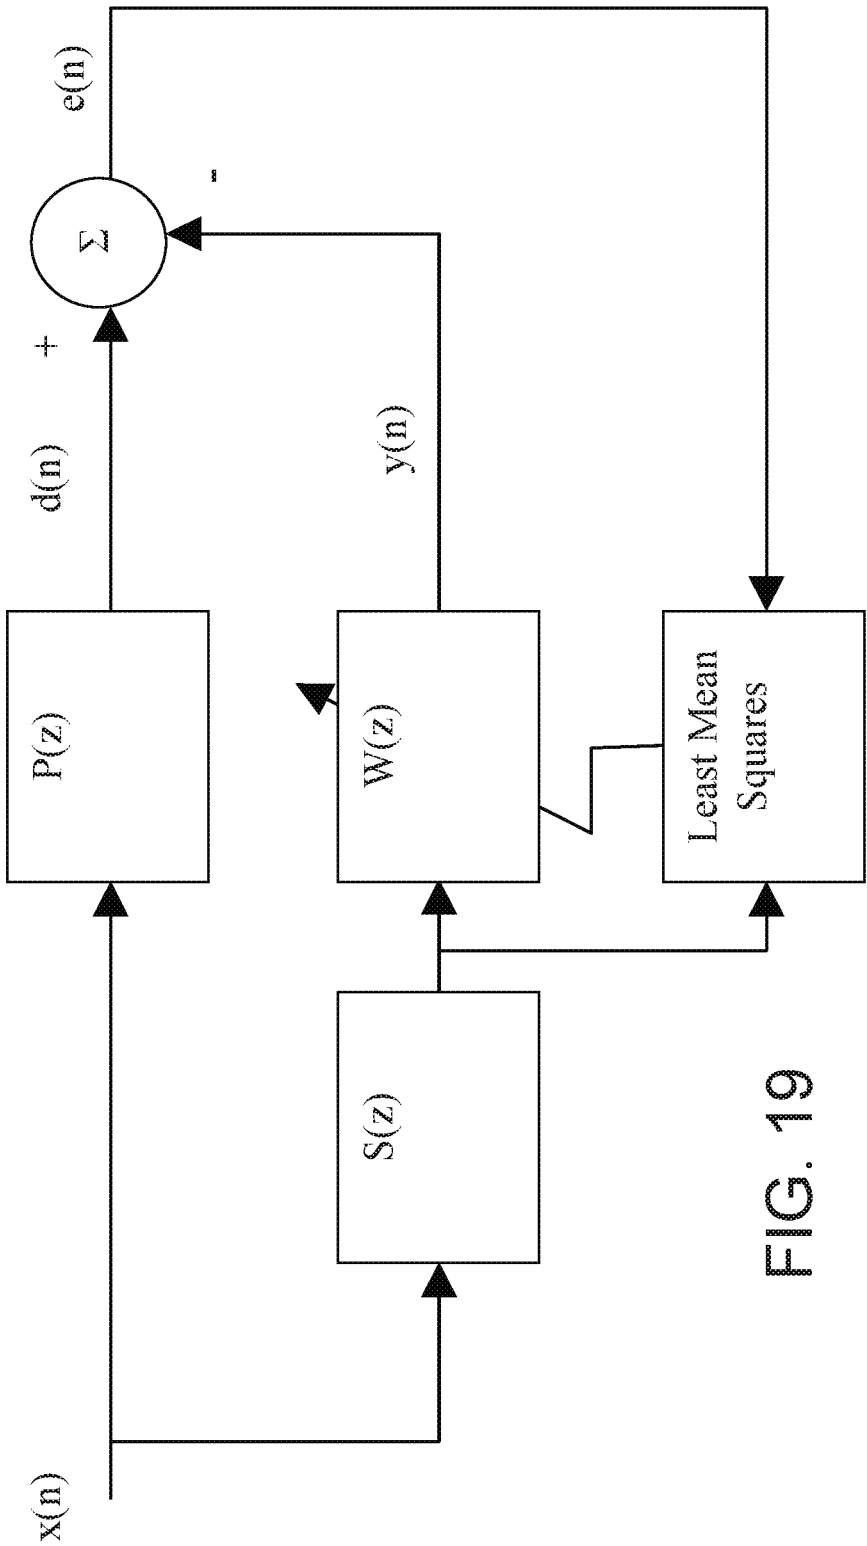 x(n)
P(z)
d(n)
+
Σ
e(n)
-
S(z)
W(z)
y(n)
Least Mean
Squares
FIG. 19